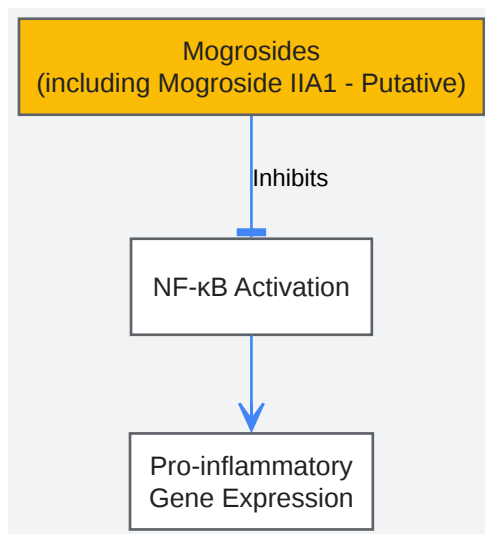 Mogrosides
(including Mogroside IIA1 - Putative)
Inhibits
NF-κB Activation
Pro-inflammatory
Gene Expression